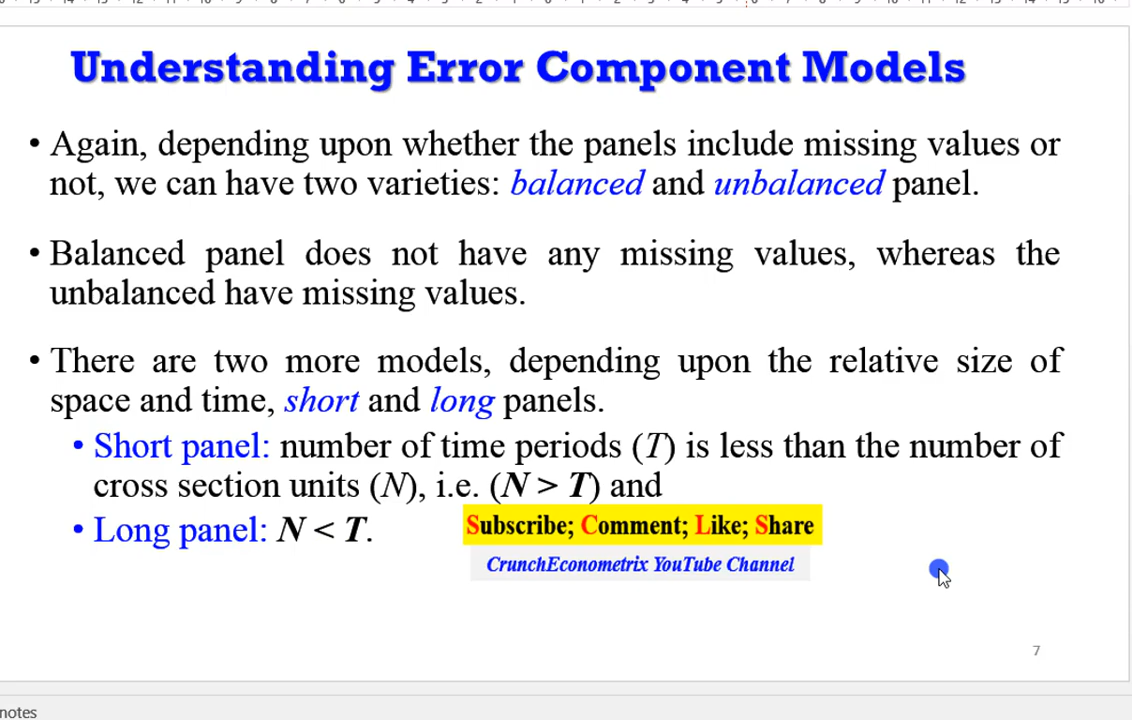 Understanding Error Component Models
• Again, depending upon whether the panels include missing values or
not, we can have two varieties: balanced and unbalanced panel.
• Balanced panel does not have any missing values, whereas the
unbalanced have missing values.
• There are two more models, depending upon the relative size of
space and time, short and long panels.
• Short panel: number of time periods (T) is less than the number of
cross section units (N), i.e. (N > T) and
• Long panel: N < T.
Subscribe; Comment; Like; Share
CrunchEconometrix YouTube Channel
7
notes